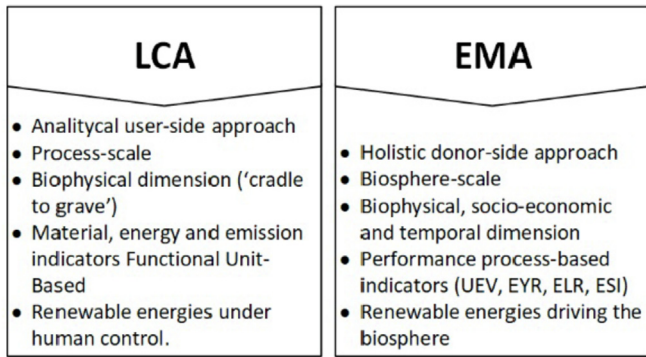 LCA
● Analitycal user-side approach
● Process-scale
● Biophysical dimension (‘cradle
to grave’)
● Material, energy and emission
indicators Functional Unit-
Based
● Renewable energies under
human control.
EMA
● Holistic donor-side approach
● Biosphere-scale
● Biophysical, socio-economic
and temporal dimension
● Performance process-based
indicators (UEV, EYR, ELR, ESI)
● Renewable energies driving the
biosphere